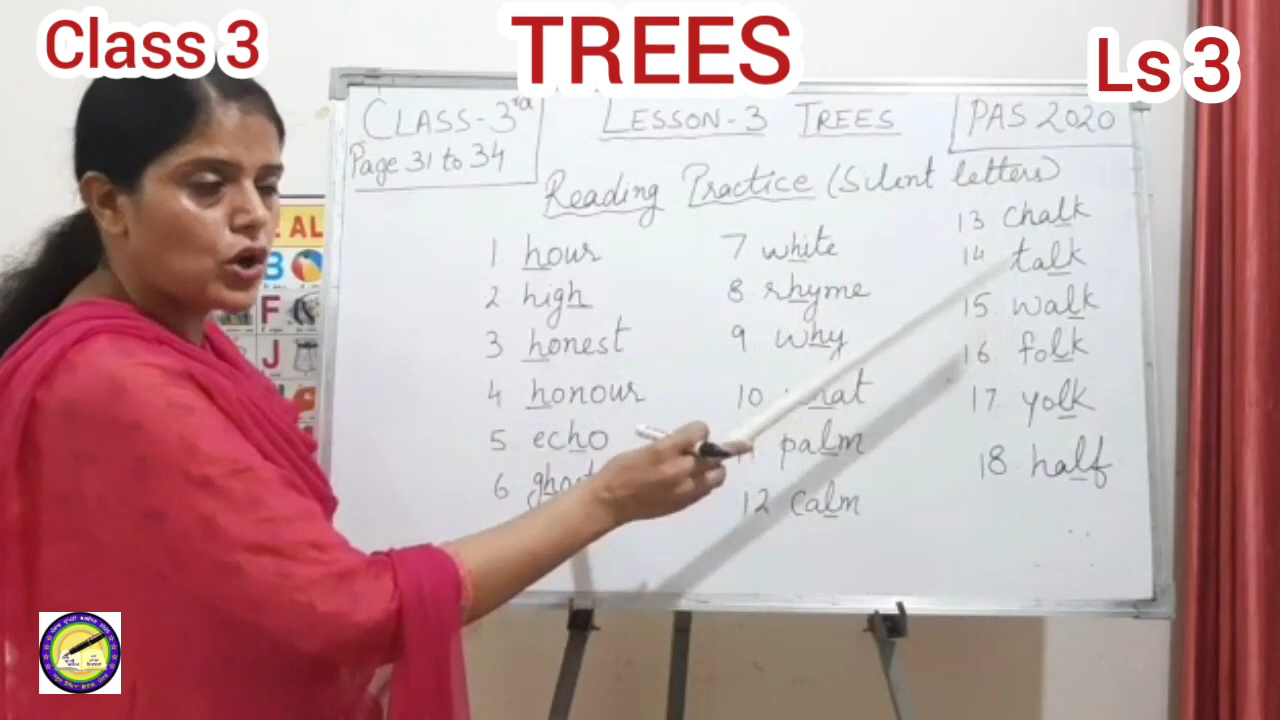 Class 3
TREES
Ls 3
CLASS-3rd
Page 31 to 34
LESSON-3 TREES
PAS 2020
Reading Practice (Silent letters)
1 hour
2 high
3 honest
4 honour
5 echo
6
7 white
8. rhyme
9 why
10
palm
12 calm
13 chalk
14 talk
15 walk
16 folk
17. yolk
18 half
AL
B
F
J